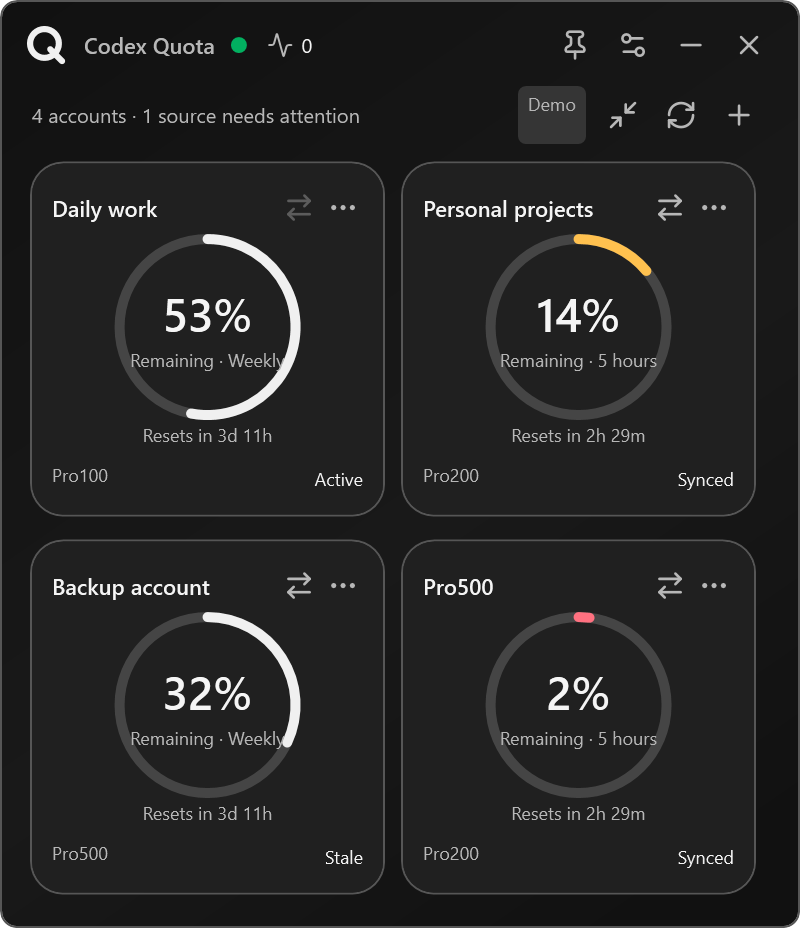 Codex Quota 0
4 accounts · 1 source needs attention
Demo
Daily work
53%
Remaining · Weekly
Resets in 3d 11h
Pro100
Active
Personal projects
14%
Remaining · 5 hours
Resets in 2h 29m
Pro200
Synced
Backup account
32%
Remaining · Weekly
Resets in 3d 11h
Pro500
Stale
Pro500
2%
Remaining · 5 hours
Resets in 2h 29m
Pro200
Synced